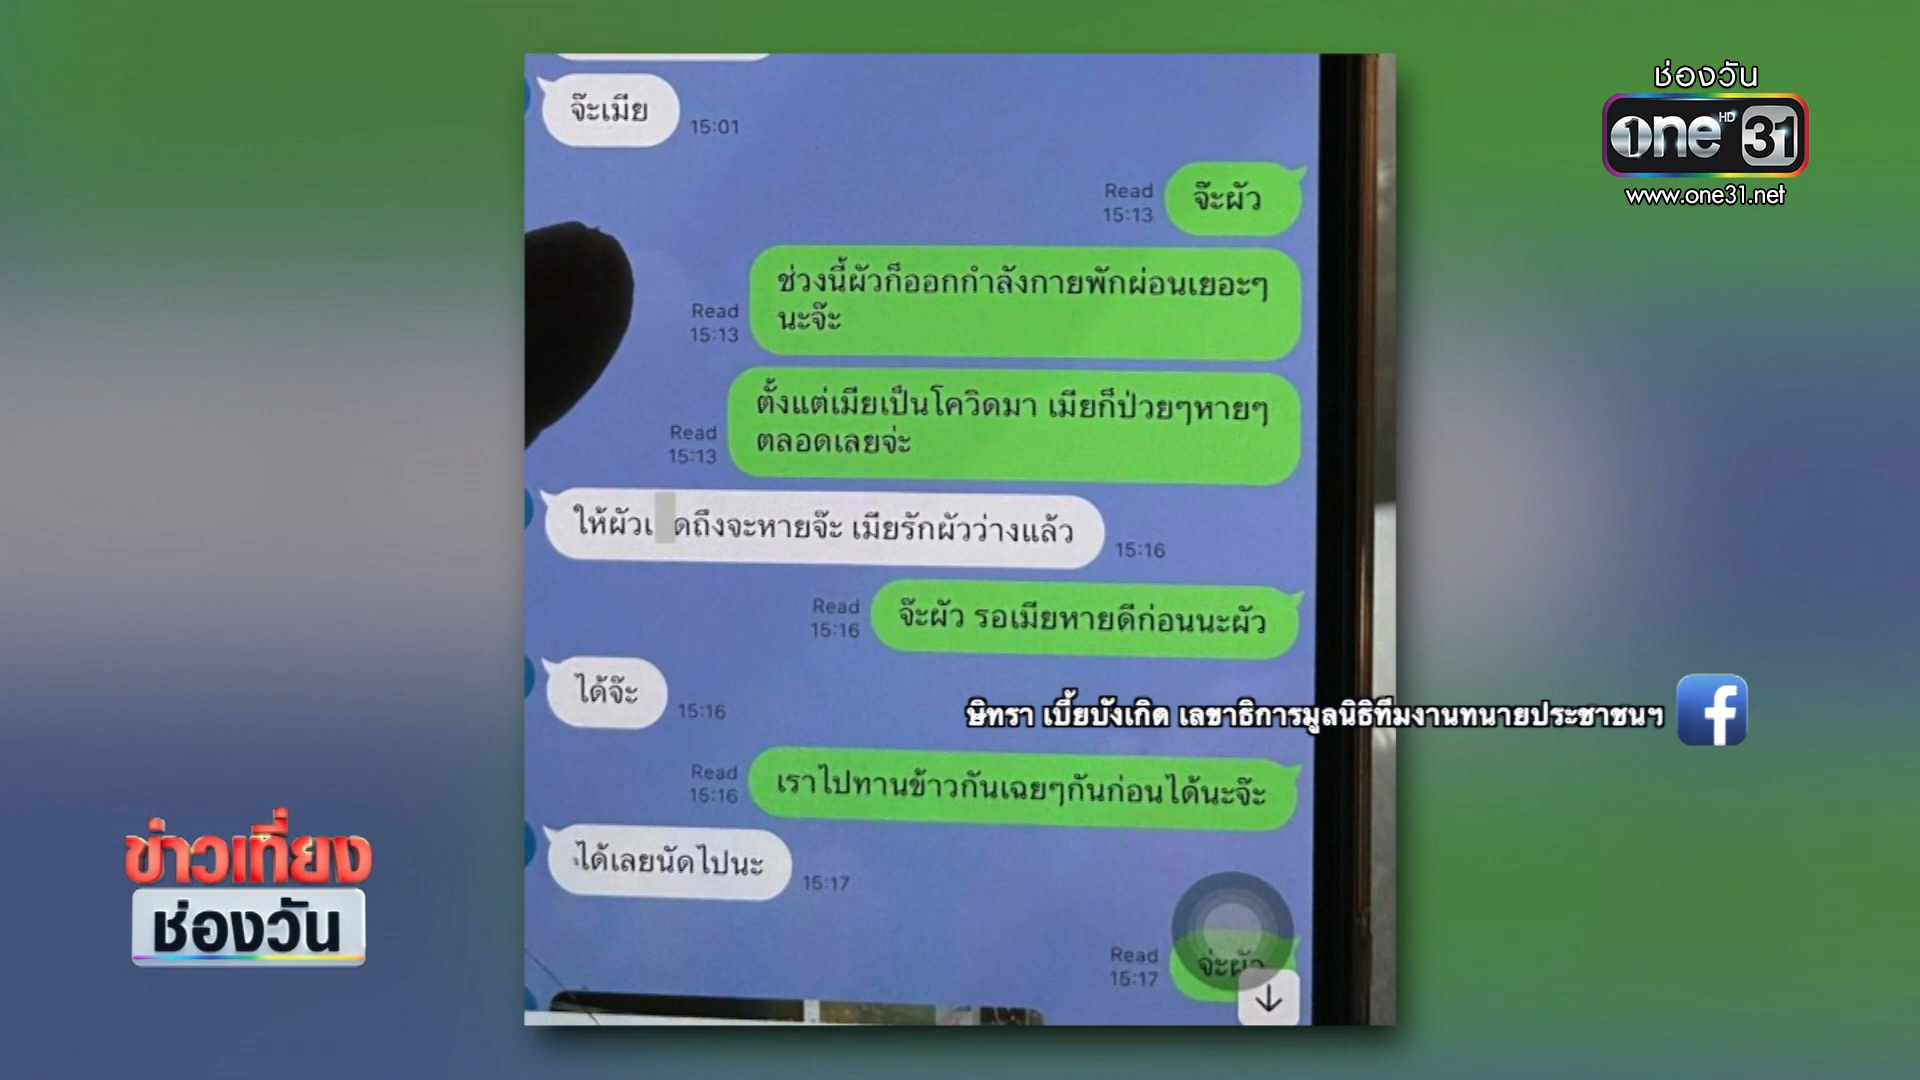 ช่องวัน
one HD 31
www.one31.net
จ๊ะเมีย
15:01
Read
15:13
จ๊ะผัว
ช่วงนี้ผัวก็ออกกำลังกายพักผ่อนเยอะๆ
นะจ๊ะ
Read
15:13
ตั้งแต่เมียเป็นโควิดมา เมียก็ป่วยๆหายๆ
ตลอดเลยจ่ะ
Read
15:13
ให้ผัวเ ดถึงจะหายจ๊ะ เมียรักผัวว่างแล้ว
15:16
Read
15:16
จ๊ะผัว รอเมียหายดีก่อนนะผัว
ได้จ๊ะ
15:16
ษิทรา เบี้ยบังเกิด เลขาธิการมูลนิธิทีมงานทนายประชาชนฯ
Read
15:16
เราไปทานข้าวกันเฉยๆกันก่อนได้นะจ๊ะ
ได้เลยนัดไปนะ
15:17
Read
15:17
จ่ะผัว
ข่าวเที่ยง
ช่องวัน